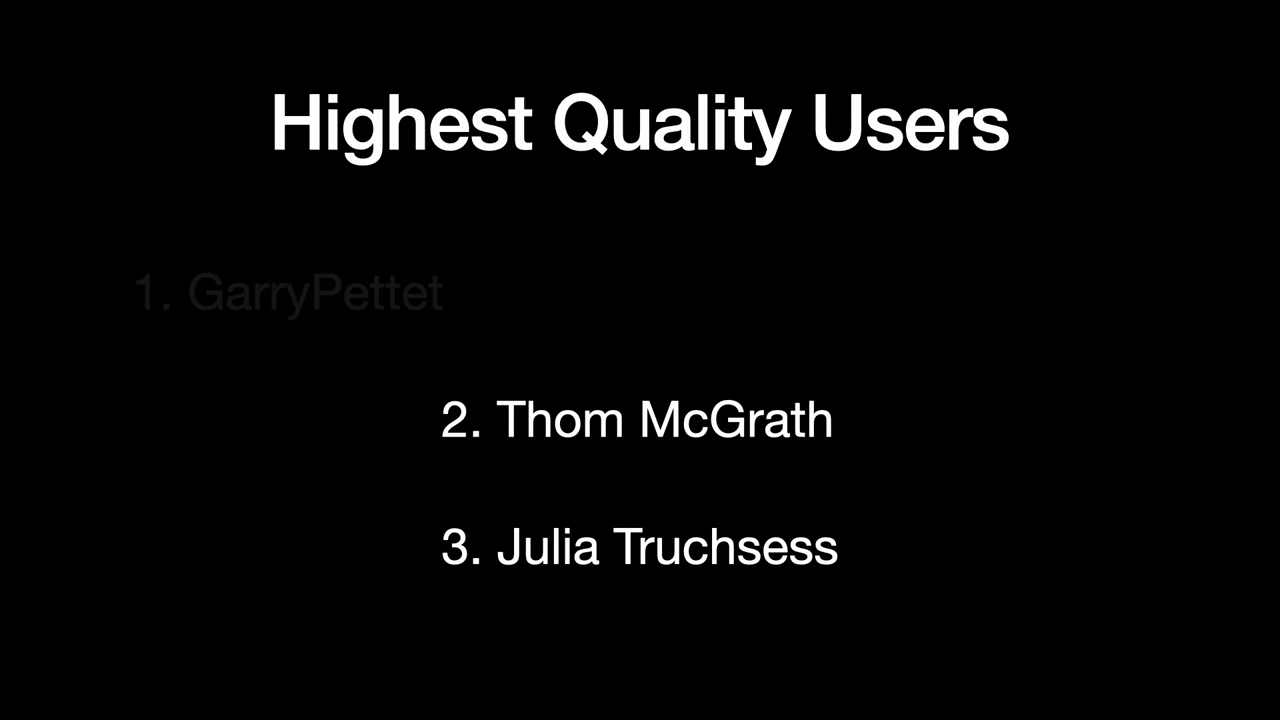 Highest Quality Users
1. GarryPettet
2. Thom McGrath
3. Julia Truchsess